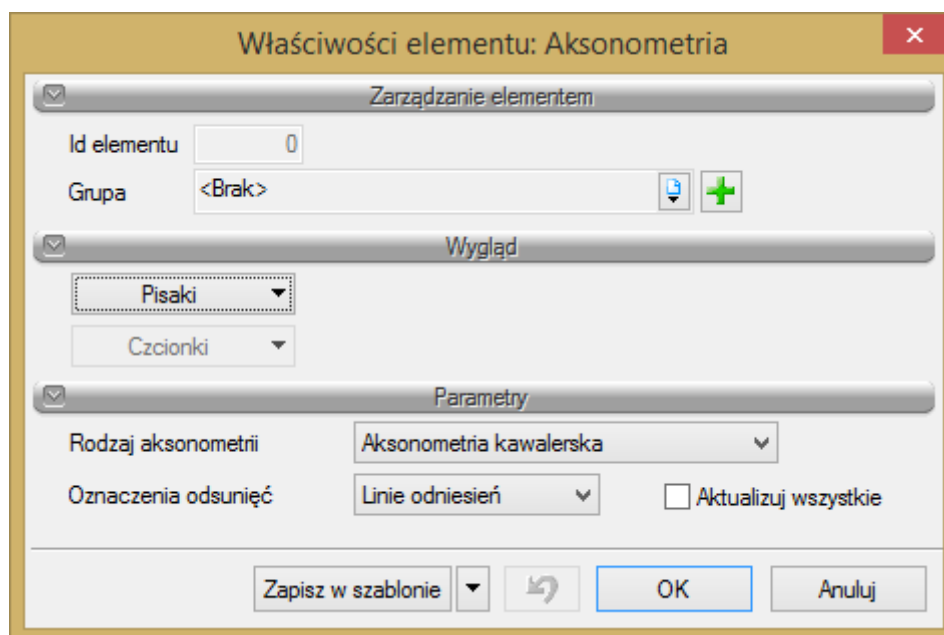 Właściwości elementu: Aksonometria
Zarządzanie elementem
Id elementu 0
Grupa <Brak>
Wygląd
Pisaki
Czcionki
Parametry
Rodzaj aksonometrii Aksonometria kawalerska
Oznaczenia odsunięć Linie odniesień Aktualizuj wszystkie
Zapisz w szablonie OK Anuluj